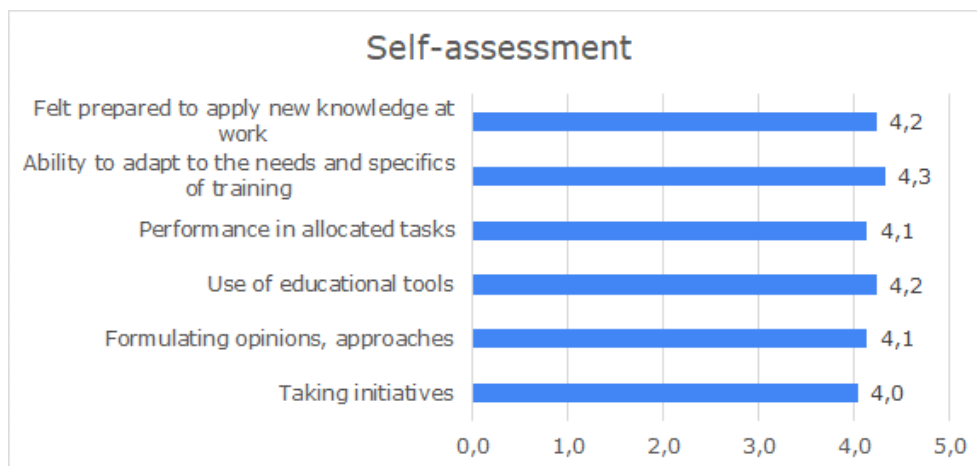 Self-assessment
Felt prepared to apply new knowledge at
work
4,2
Ability to adapt to the needs and specifics
of training
4,3
Performance in allocated tasks
4,1
Use of educational tools
4,2
Formulating opinions, approaches
4,1
Taking initiatives
4,0
0,0 1,0 2,0 3,0 4,0 5,0